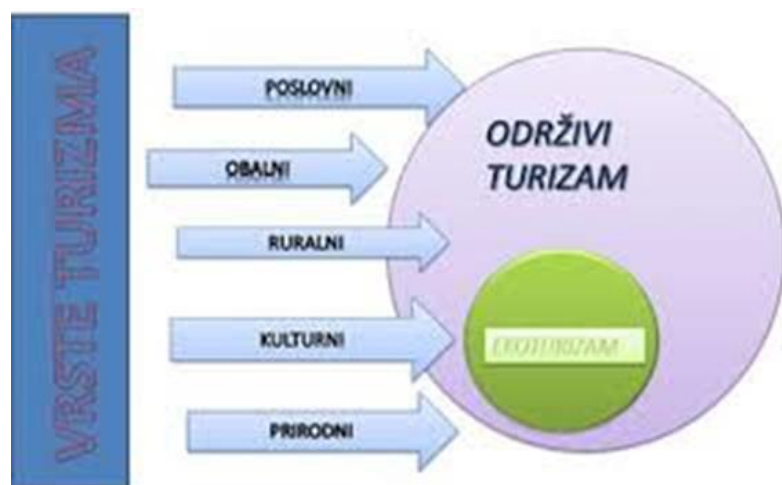 VRSTE TURIZMA
POSLOVNI
OBALNI
RURALNI
KULTURNI
PRIRODNI
ODRŽIVI
TURIZAM
EKOTURIZAM